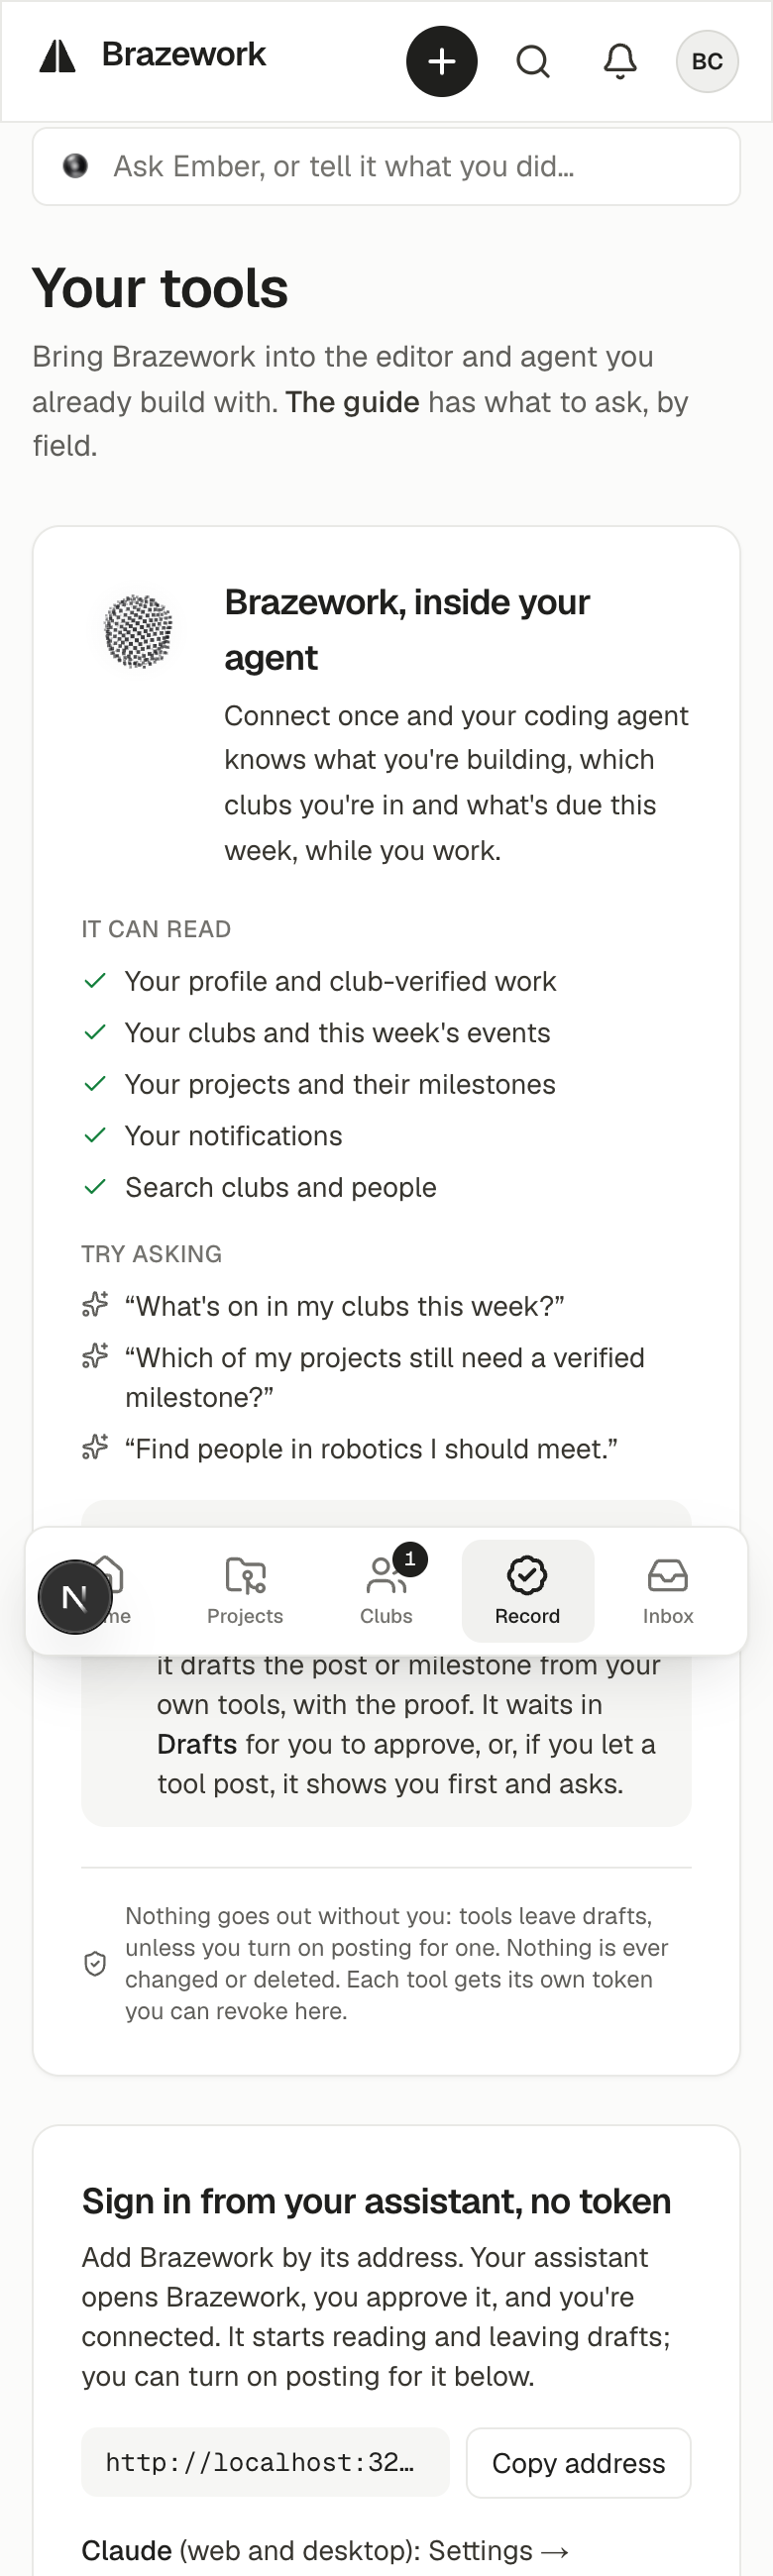 Brazework
BC
Ask Ember, or tell it what you did...
Your tools
Bring Brazework into the editor and agent you
already build with. The guide has what to ask, by
field.
Brazework, inside your
agent
Connect once and your coding agent
knows what you're building, which
clubs you're in and what's due this
week, while you work.
IT CAN READ
Your profile and club-verified work
Your clubs and this week's events
Your projects and their milestones
Your notifications
Search clubs and people
TRY ASKING
“What's on in my clubs this week?”
“Which of my projects still need a verified
milestone?”
“Find people in robotics I should meet.”
N
Projects
Clubs
1
Record
Inbox
it drafts the post or milestone from your
own tools, with the proof. It waits in
Drafts for you to approve, or, if you let a
tool post, it shows you first and asks.
Nothing goes out without you: tools leave drafts,
unless you turn on posting for one. Nothing is ever
changed or deleted. Each tool gets its own token
you can revoke here.
Sign in from your assistant, no token
Add Brazework by its address. Your assistant
opens Brazework, you approve it, and you're
connected. It starts reading and leaving drafts;
you can turn on posting for it below.
http://localhost:32…
Copy address
Claude (web and desktop): Settings →